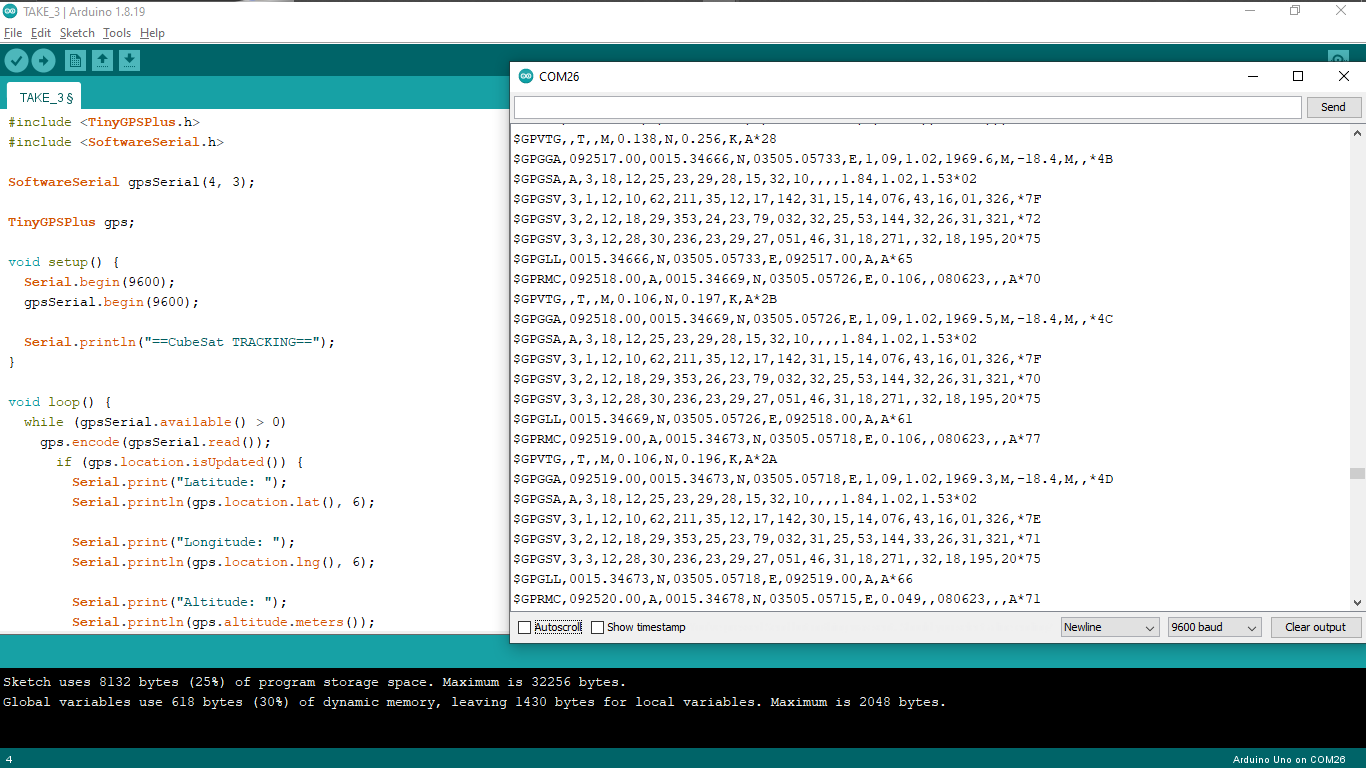 TAKE_3 | Arduino 1.8.19
File Edit Sketch Tools Help
TAKE_3 §
#include <TinyGPSPlus.h>
#include <SoftwareSerial.h>
SoftwareSerial gpsSerial(4, 3);
TinyGPSPlus gps;
void setup() {
Serial.begin(9600);
gpsSerial.begin(9600);
Serial.println("==CubeSat TRACKING==");
}
void loop() {
while (gpsSerial.available() > 0)
gps.encode(gpsSerial.read());
if (gps.location.isUpdated()) {
Serial.print("Latitude: ");
Serial.println(gps.location.lat(), 6);
Serial.print("Longitude: ");
Serial.println(gps.location.lng(), 6);
Serial.print("Altitude: ");
Serial.println(gps.altitude.meters());
COM26
Send
$GPVTG,,T,,M,0.138,N,0.256,K,A*28
$GPGGA,092517.00,0015.34666,N,03505.05733,E,1,09,1.02,1969.6,M,-18.4,M,,*4B
$GPGSA,A,3,18,12,25,23,29,28,15,32,10,,,,1.84,1.02,1.53*02
$GPGSV,3,1,12,10,62,211,35,12,17,142,31,15,14,076,43,16,01,326,*7F
$GPGSV,3,2,12,18,29,353,24,23,79,032,32,25,53,144,32,26,31,321,*72
$GPGSV,3,3,12,28,30,236,23,29,27,051,46,31,18,271,,32,18,195,20*75
$GPGLL,0015.34666,N,03505.05733,E,092517.00,A,A*65
$GPRMC,092518.00,A,0015.34669,N,03505.05726,E,0.106,,080623,,,A*70
$GPVTG,,T,,M,0.106,N,0.197,K,A*2B
$GPGGA,092518.00,0015.34669,N,03505.05726,E,1,09,1.02,1969.5,M,-18.4,M,,*4C
$GPGSA,A,3,18,12,25,23,29,28,15,32,10,,,,1.84,1.02,1.53*02
$GPGSV,3,1,12,10,62,211,35,12,17,142,31,15,14,076,43,16,01,326,*7F
$GPGSV,3,2,12,18,29,353,26,23,79,032,32,25,53,144,32,26,31,321,*70
$GPGSV,3,3,12,28,30,236,23,29,27,051,46,31,18,271,,32,18,195,20*75
$GPGLL,0015.34669,N,03505.05726,E,092518.00,A,A*61
$GPRMC,092519.00,A,0015.34673,N,03505.05718,E,0.106,,080623,,,A*77
$GPVTG,,T,,M,0.106,N,0.196,K,A*2A
$GPGGA,092519.00,0015.34673,N,03505.05718,E,1,09,1.02,1969.3,M,-18.4,M,,*4D
$GPGSA,A,3,18,12,25,23,29,28,15,32,10,,,,1.84,1.02,1.53*02
$GPGSV,3,1,12,10,62,211,35,12,17,142,30,15,14,076,43,16,01,326,*7E
$GPGSV,3,2,12,18,29,353,25,23,79,032,31,25,53,144,33,26,31,321,*71
$GPGSV,3,3,12,28,30,236,23,29,27,051,46,31,18,271,,32,18,195,20*75
$GPGLL,0015.34673,N,03505.05718,E,092519.00,A,A*66
$GPRMC,092520.00,A,0015.34678,N,03505.05715,E,0.049,,080623,,,A*71
Autoscroll Show timestamp Newline 9600 baud Clear output
Sketch uses 8132 bytes (25%) of program storage space. Maximum is 32256 bytes.
Global variables use 618 bytes (30%) of dynamic memory, leaving 1430 bytes for local variables. Maximum is 2048 bytes.
4 Arduino Uno on COM26